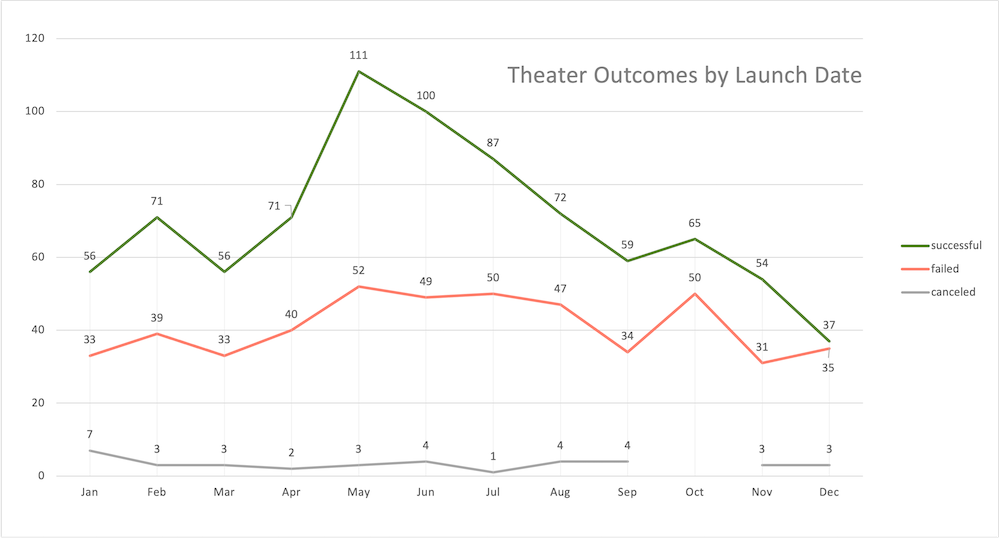 Theater Outcomes by Launch Date
120
100
80
60
40
20
0
56 71 56 71 111 100 87 72 59 65 54 37
33 39 33 40 52 49 50 47 34 50 31 35
7 3 3 2 3 4 1 4 4 3 3
Jan Feb Mar Apr May Jun Jul Aug Sep Oct Nov Dec
successful
failed
canceled